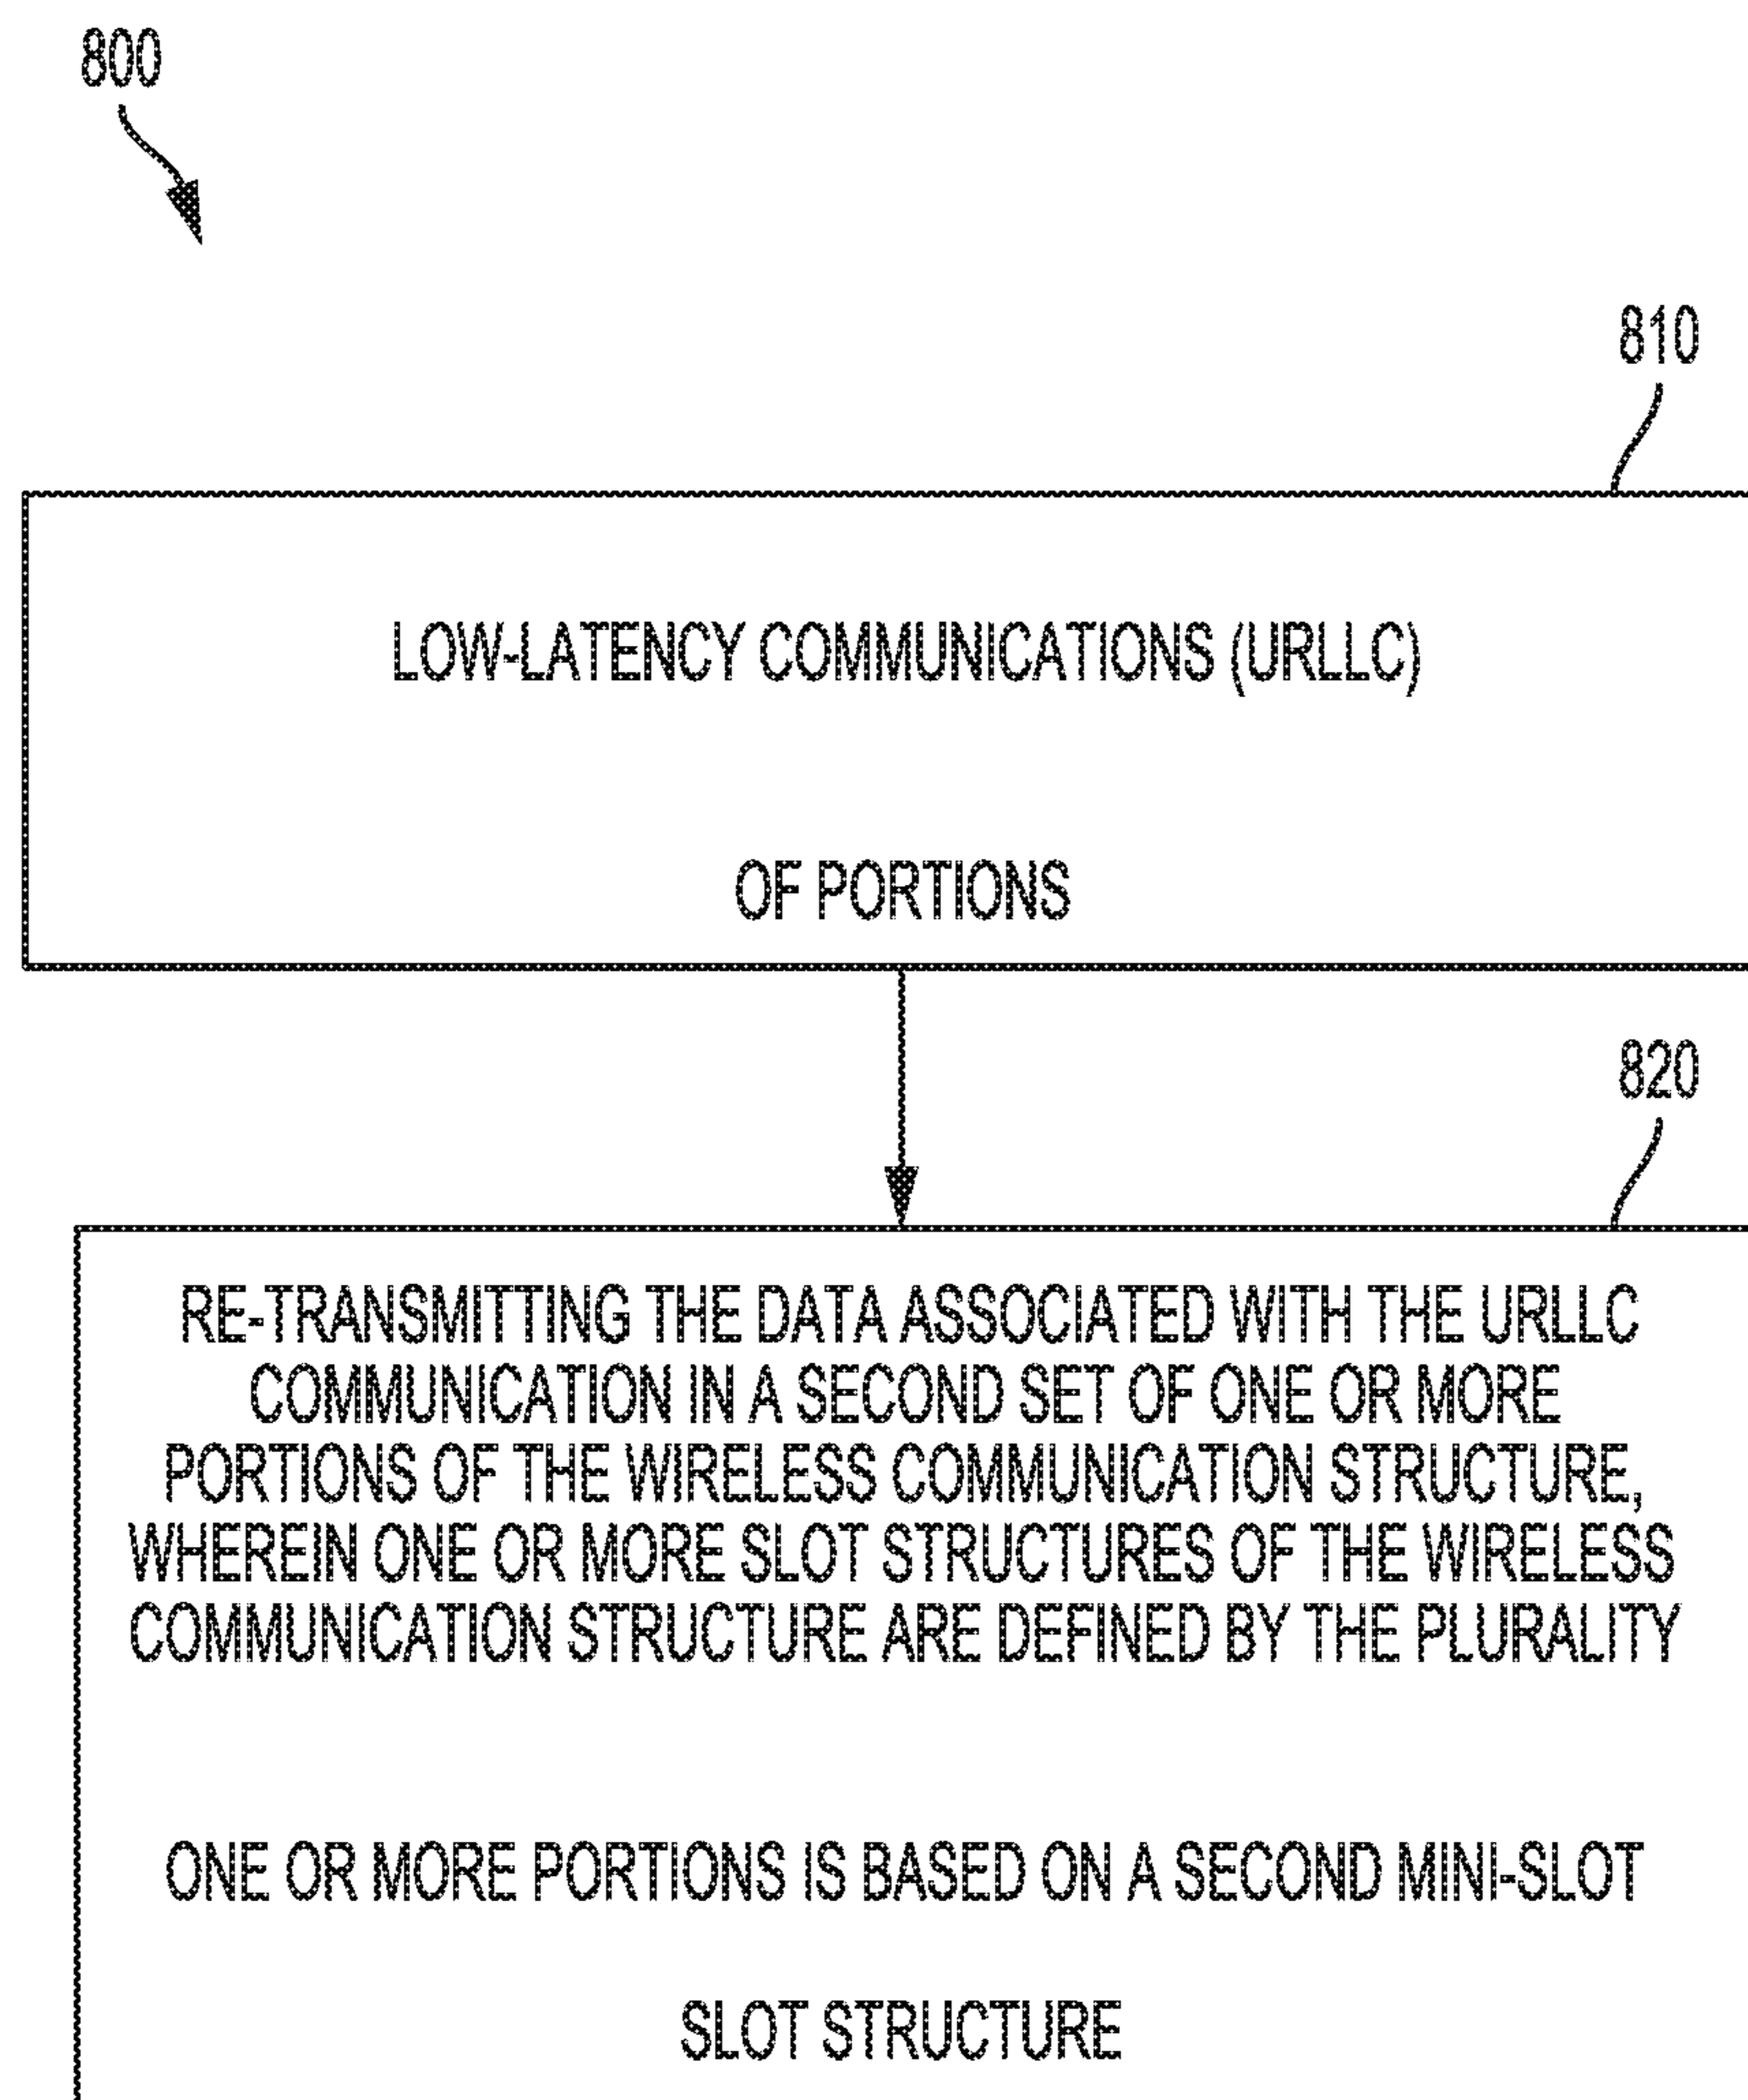 800
810
LOW-LATENCY COMMUNICATIONS (URLLC)
OF PORTIONS
820
RE-TRANSMITTING THE DATA ASSOCIATED WITH THE URLLC
COMMUNICATION IN A SECOND SET OF ONE OR MORE
PORTIONS OF THE WIRELESS COMMUNICATION STRUCTURE,
WHEREIN ONE OR MORE SLOT STRUCTURES OF THE WIRELESS
COMMUNICATION STRUCTURE ARE DEFINED BY THE PLURALITY
ONE OR MORE PORTIONS IS BASED ON A SECOND MINI-SLOT
SLOT STRUCTURE